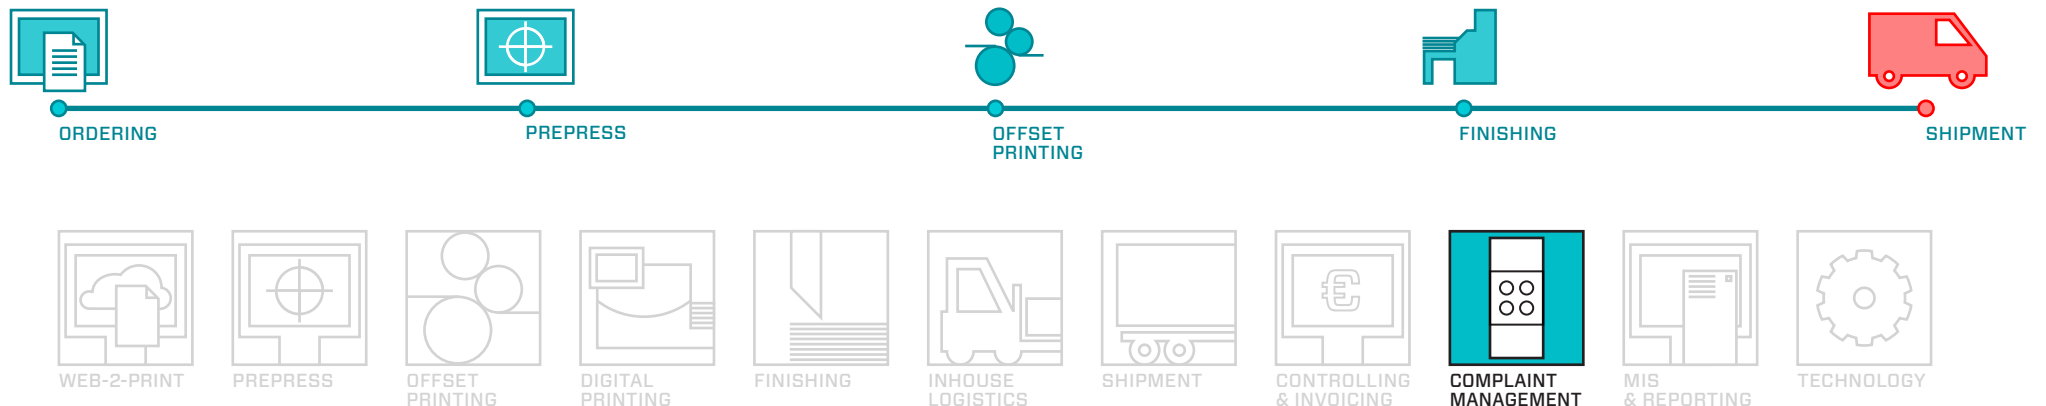 ORDERING
PREPRESS
OFFSET
PRINTING
FINISHING
SHIPMENT
WEB-2-PRINT
PREPRESS
OFFSET
PRINTING
DIGITAL
PRINTING
FINISHING
INHOUSE
LOGISTICS
SHIPMENT
€
CONTROLLING
& INVOICING
COMPLAINT
MANAGEMENT
MIS
& REPORTING
TECHNOLOGY